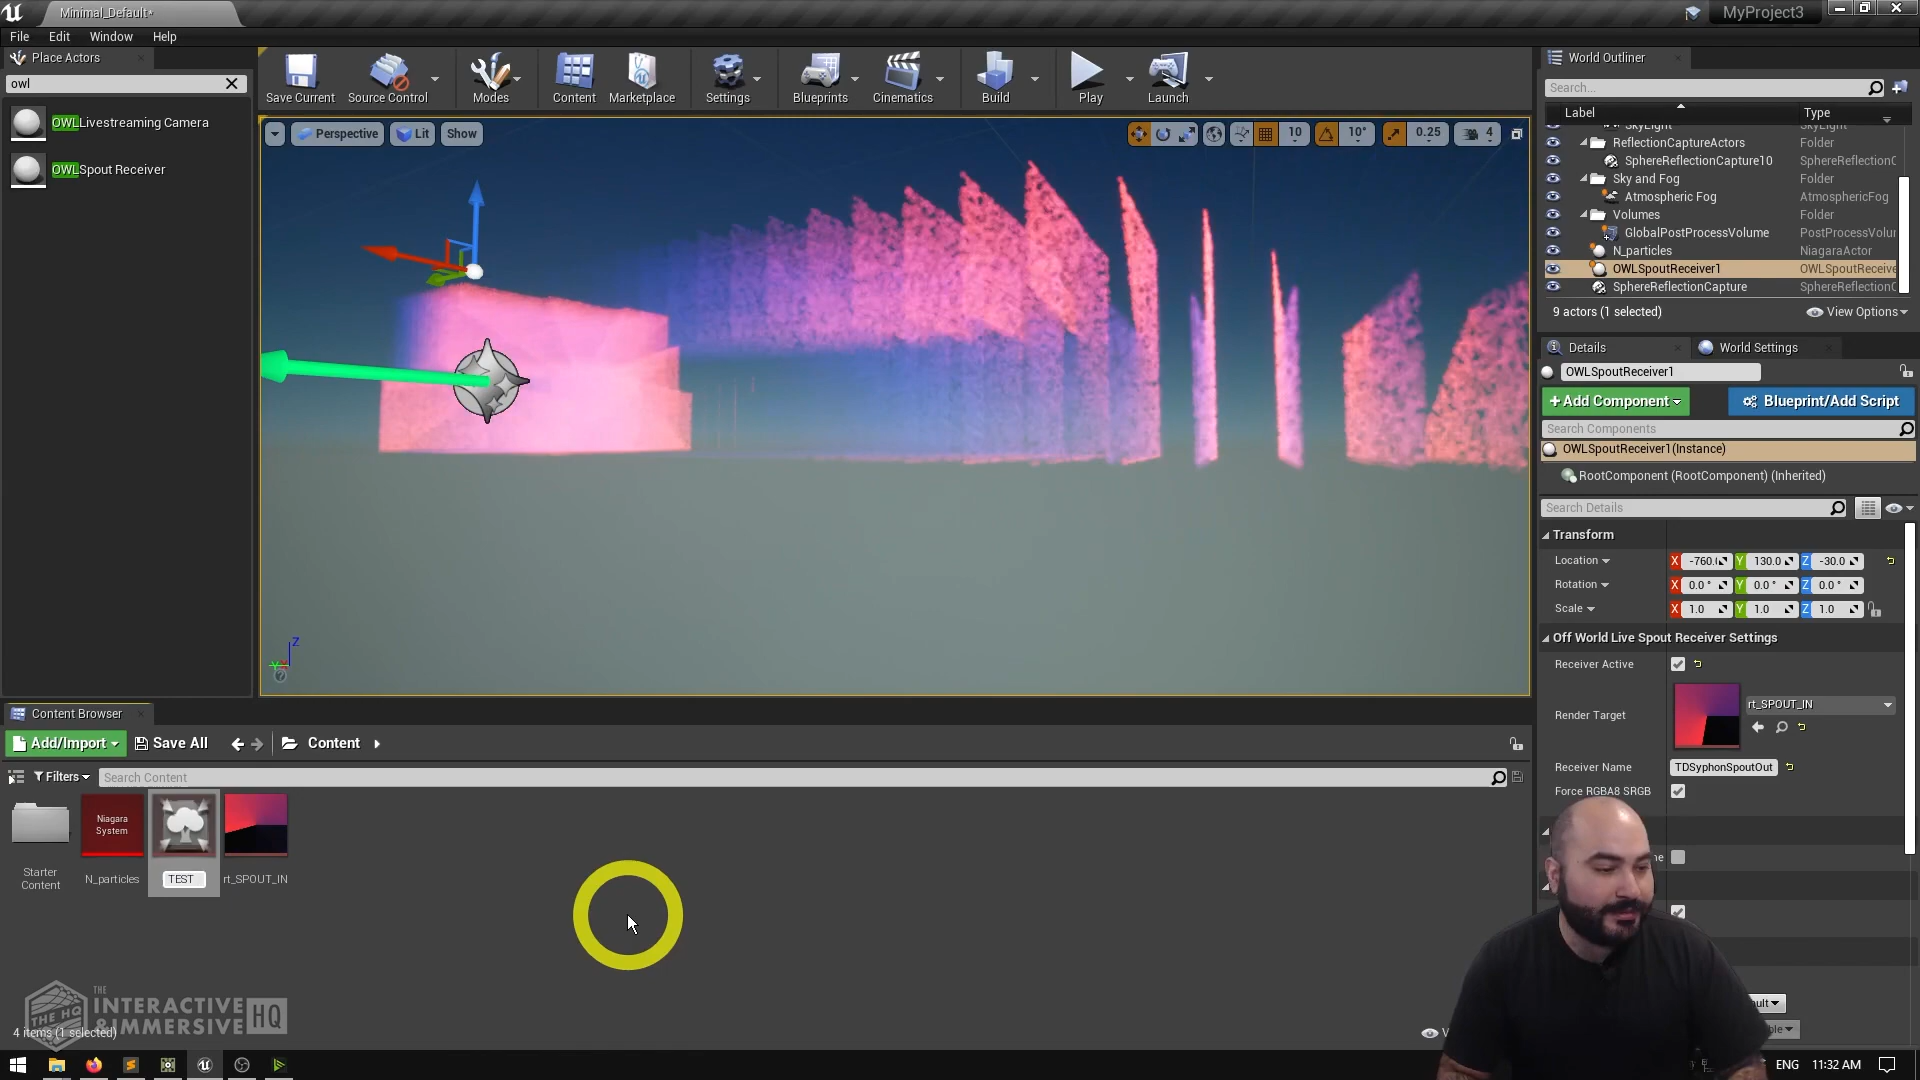 Minimal_Default*
MyProject3
File Edit Window Help
Place Actors
owl
OWLLivestreaming Camera
OWLSpout Receiver
Save Current
Source Control
Modes
Content
Marketplace
Settings
Blueprints
Cinematics
Build
Play
Launch
Perspective
Lit
Show
10
10°
0.25
4
World Outliner
Search...
Label
Type
SkyLight
ReflectionCaptureActors Folder
SphereReflectionCapture10 SphereReflectionC
Sky and Fog Folder
Atmospheric Fog AtmosphericFog
Volumes Folder
GlobalPostProcessVolume PostProcessVolur
N_particles NiagaraActor
OWLSpoutReceiver1 OWLSpoutReceive
SphereReflectionCapture SphereReflectionC
9 actors (1 selected)
View Options
Details
World Settings
OWLSpoutReceiver1
+Add Component
Blueprint/Add Script
Search Components
OWLSpoutReceiver1(Instance)
RootComponent (RootComponent) (Inherited)
Search Details
Transform
Location X -760.( Y 130.0 Z -30.0
Rotation X 0.0 ° Y 0.0 ° Z 0.0 °
Scale X 1.0 Y 1.0 Z 1.0
Off World Live Spout Receiver Settings
Receiver Active
Render Target
rt_SPOUT_IN
Receiver Name TDSyphonSpoutOut
Force RGBA8 SRGB
Z
Y
Content Browser
Add/Import
Save All
Content
Filters
Search Content
Niagara
System
Starter
Content
N_particles
TEST
rt_SPOUT_IN
THE
INTERACTIVE
& IMMERSIVE
HQ
THE HQ
4 items (1 selected)
ENG
11:32 AM